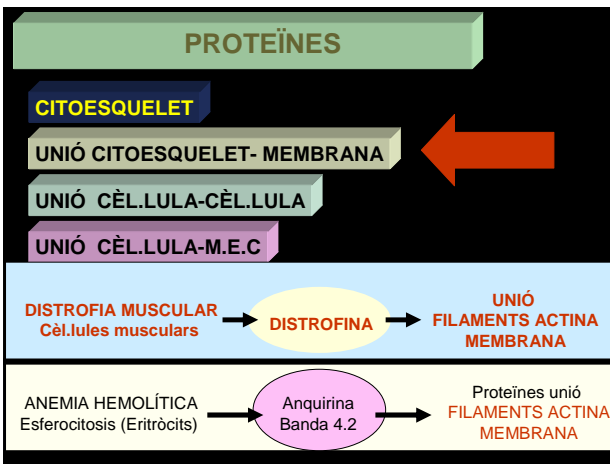 PROTEÏNES
CITOESQUELET
UNIÓ CITOESQUELET- MEMBRANA
UNIÓ CÈL.LULA-CÈL.LULA
UNIÓ CÈL.LULA-M.E.C
DISTROFIA MUSCULAR
Cèl.lules musculars
DISTROFINA
UNIÓ
FILAMENTS ACTINA
MEMBRANA
ANEMIA HEMOLÍTICA
Esferocitosis (Eritròcits)
Anquirina
Banda 4.2
Proteïnes unió
FILAMENTS ACTINA
MEMBRANA